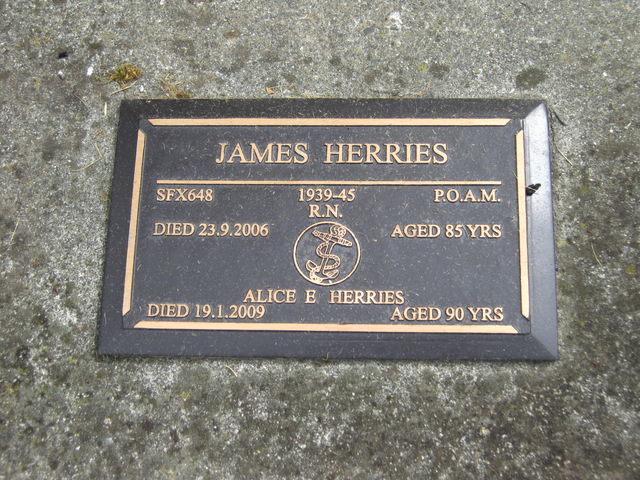 JAMES HERRIES
SFX648 1939-45 P.O.A.M.
R.N.
DIED 23.9.2006 AGED 85 YRS
ALICE E HERRIES
DIED 19.1.2009 AGED 90 YRS